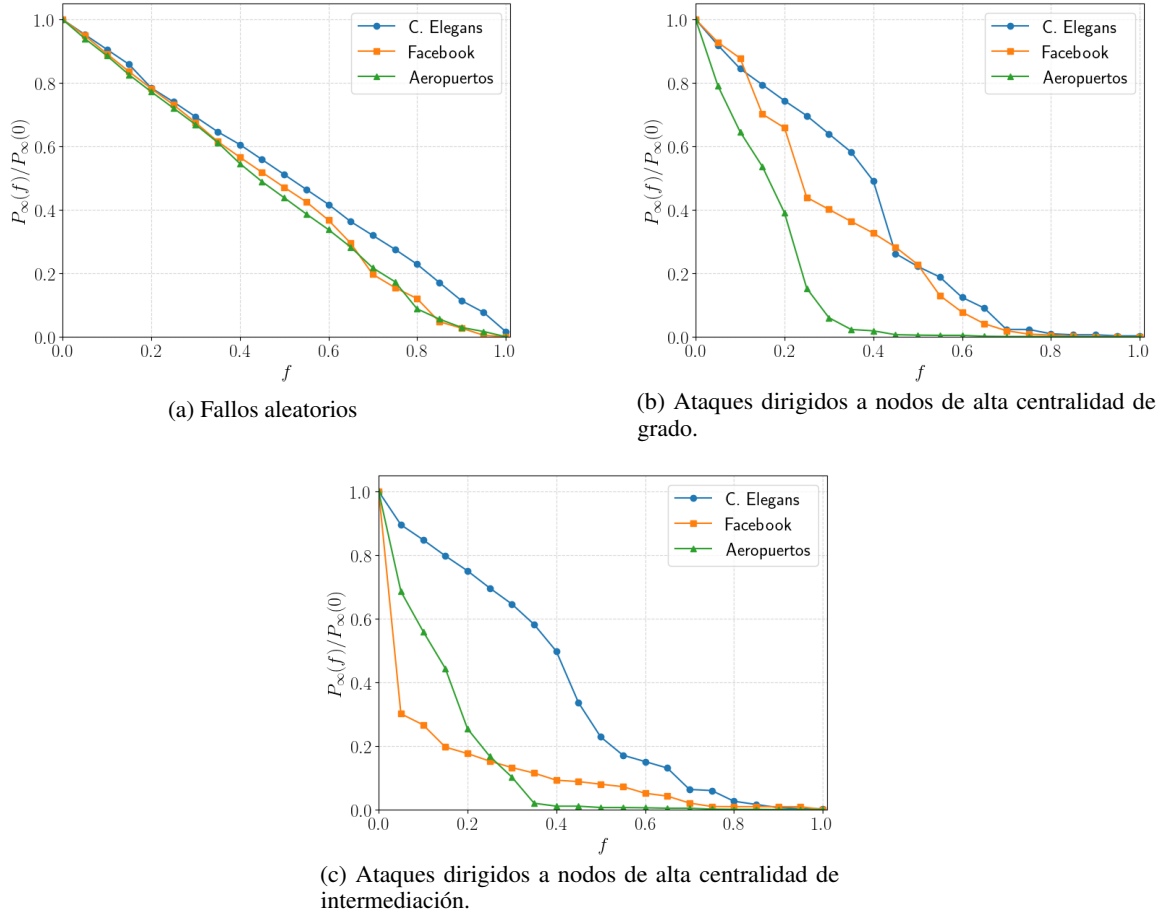 1.0
0.8
0.6
0.4
0.2
0.0
P∞(f)/P∞(0)
C. Elegans
Facebook
Aeropuertos
0.0 0.2 0.4 0.6 0.8 1.0
f
(a) Fallos aleatorios
1.0
0.8
0.6
0.4
0.2
0.0
P∞(f)/P∞(0)
C. Elegans
Facebook
Aeropuertos
0.0 0.2 0.4 0.6 0.8 1.0
f
(b) Ataques dirigidos a nodos de alta centralidad de
grado.
1.0
0.8
0.6
0.4
0.2
0.0
P∞(f)/P∞(0)
C. Elegans
Facebook
Aeropuertos
0.0 0.2 0.4 0.6 0.8 1.0
f
(c) Ataques dirigidos a nodos de alta centralidad de
intermediación.